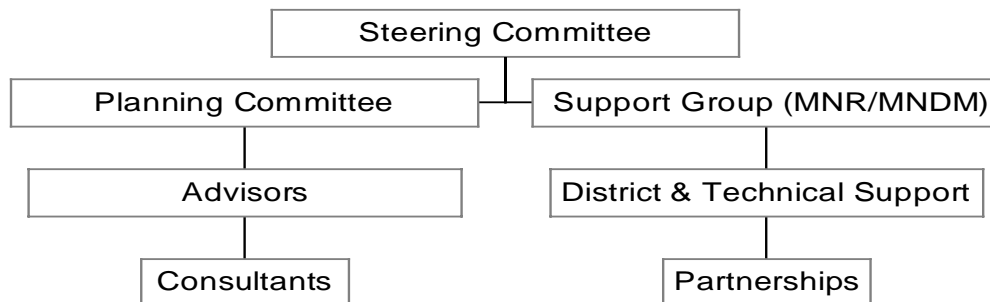 Steering Committee
Planning Committee
Support Group (MNR/MNDM)
Advisors
District & Technical Support
Consultants
Partnerships